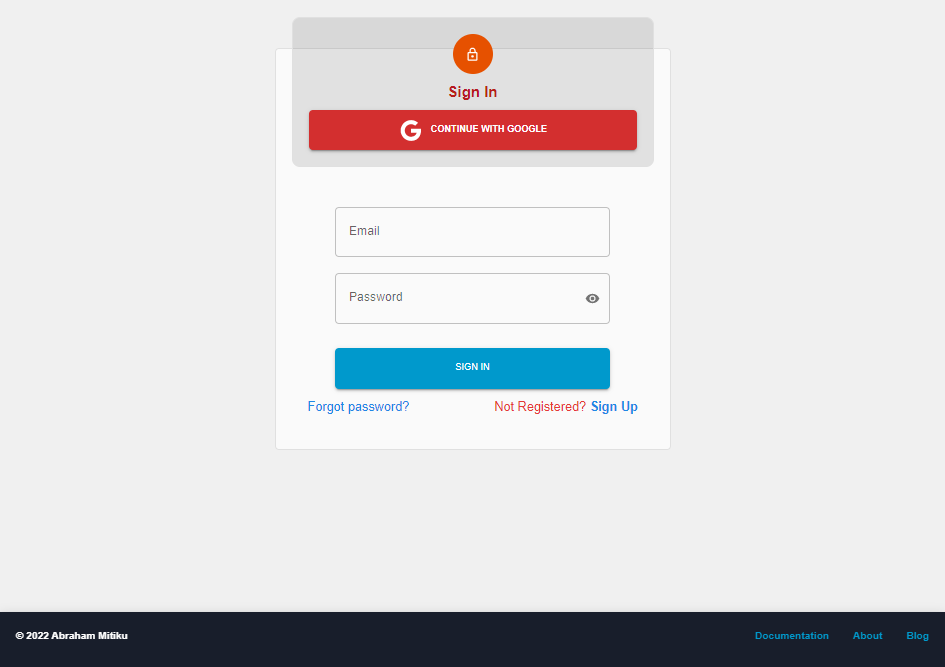 Sign In
CONTINUE WITH GOOGLE
Email
Password
SIGN IN
Forgot password? Not Registered? Sign Up
© 2022 Abraham Mitiku Documentation About Blog